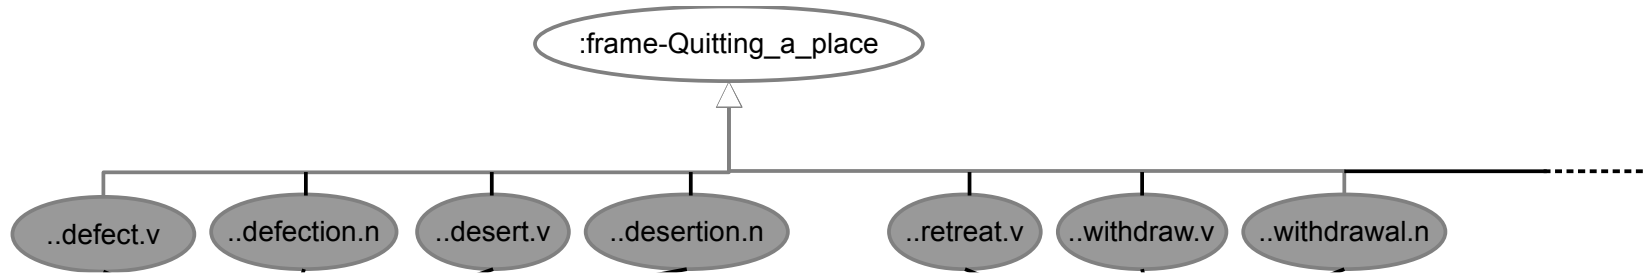 :frame-Quitting_a_place
..defect.v ..defection.n ..desert.v ..desertion.n ..retreat.v ..withdraw.v ..withdrawal.n